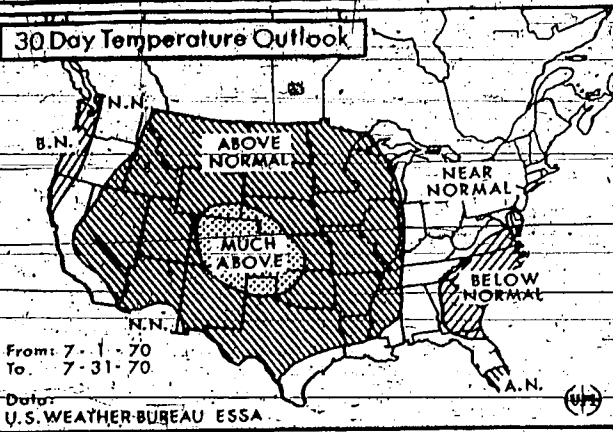 30 Day Temperature Outlook
N.N.
B.N.
ABOVE
NORMAL
NEAR
NORMAL
MUCH
ABOVE
BELOW
NORMAL
N.N.
From: 7-1-70
To. 7-31-70
A.N.
Data:
U.S. WEATHER BUREAU ESSA
UPI